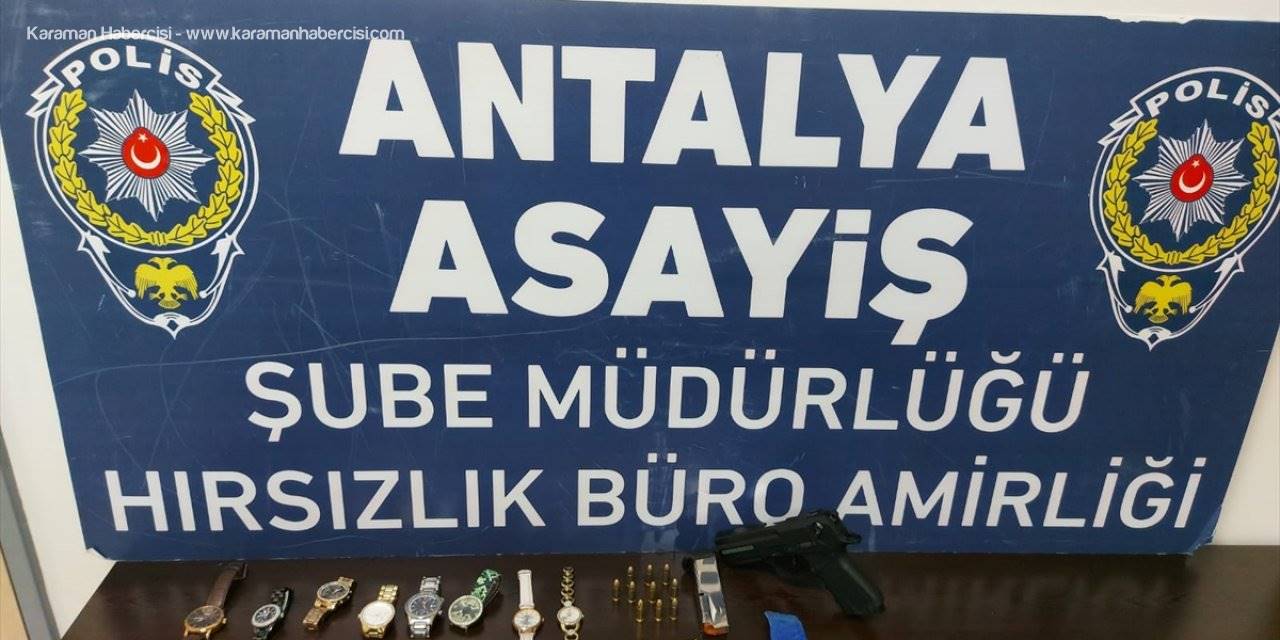 Karaman Habercisi - www.karamanhabercisi.com
POLİS
POLİS
ANTALYA
ASAYİŞ
ŞUBE MÜDÜRLÜĞÜ
HIRSIZLIK BÜRO AMİRLİĞİ